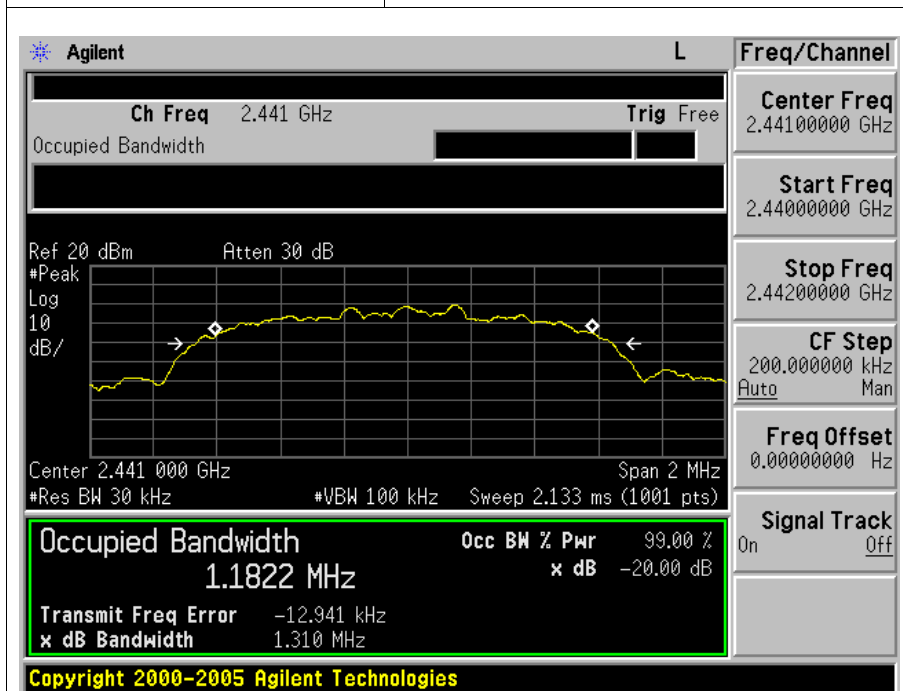 Agilent L Freq/Channel
Ch Freq 2.441 GHz Trig Free
Occupied Bandwidth
Center Freq
2.44100000 GHz
Start Freq
2.44000000 GHz
Stop Freq
2.44200000 GHz
CF Step
200.000000 kHz
Auto Man
Freq Offset
0.00000000 Hz
Signal Track
On Off
Ref 20 dBm Atten 30 dB
#Peak
Log
10
dB/
Center 2.441 000 GHz Span 2 MHz
#Res BW 30 kHz #VBW 100 kHz Sweep 2.133 ms (1001 pts)
Occupied Bandwidth
1.1822 MHz
Occ BW % Pwr 99.00 %
x dB -20.00 dB
Transmit Freq Error -12.941 kHz
x dB Bandwidth 1.310 MHz
Copyright 2000-2005 Agilent Technologies